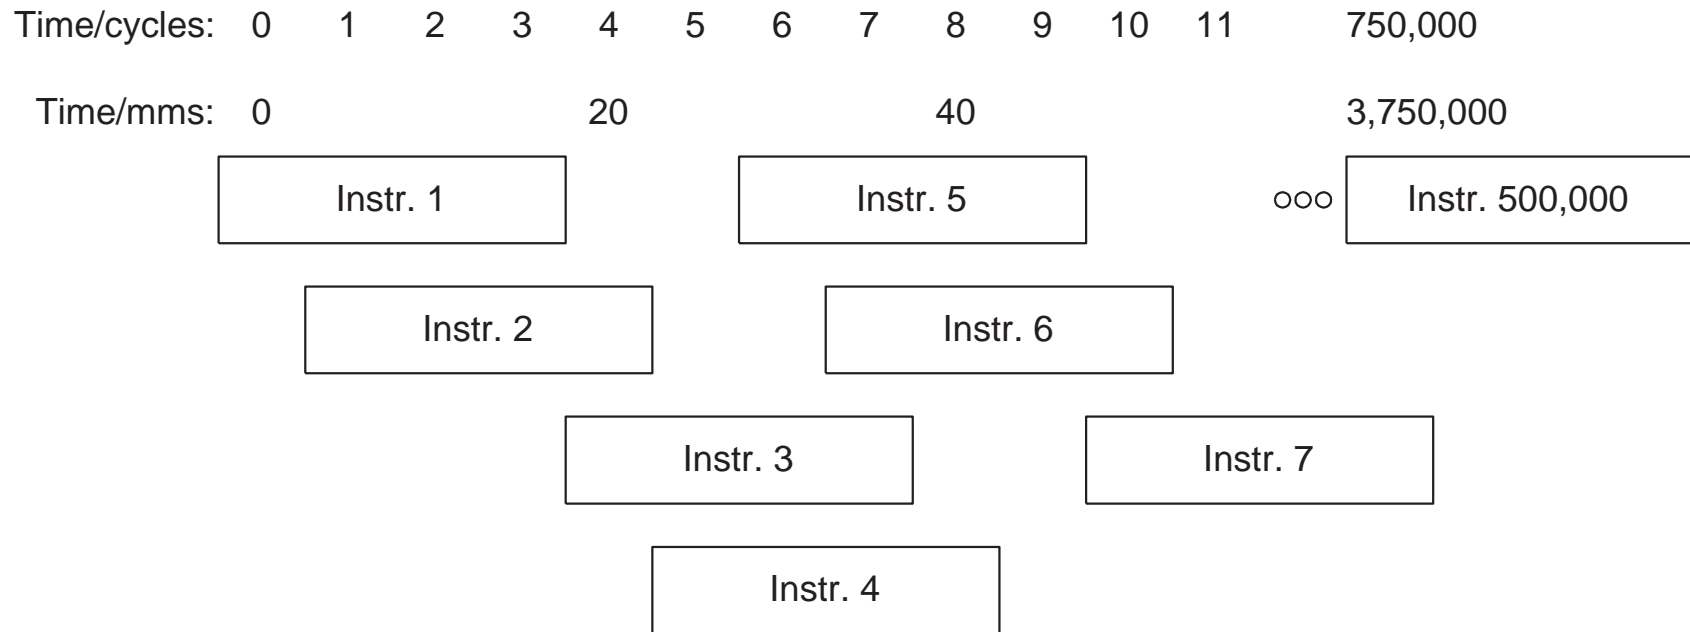 Time/cycles: 0 1 2 3 4 5 6 7 8 9 10 11 750,000
Time/mms: 0 20 40 3,750,000
Instr. 1 Instr. 5 Instr. 500,000
Instr. 2 Instr. 6
Instr. 3 Instr. 7
Instr. 4